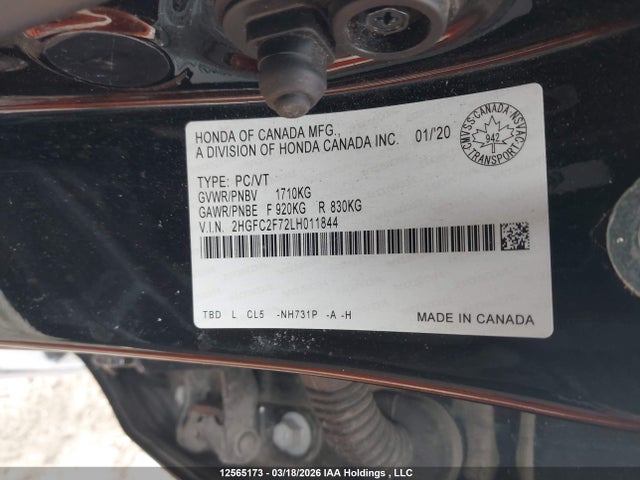 HONDA OF CANADA MFG.,
A DIVISION OF HONDA CANADA INC. 01/'20
CMVSS-CANADA-NSVAC
942
TRANSPORT
TYPE: PC/VT
GVWR/PNBV 1710KG
GAWR/PNBE F 920KG R 830KG
V.I.N. 2HGFC2F72LH011844
TBD L CL5 -NH731P -A -H
MADE IN CANADA
12565173 - 03/18/2026 IAA Holdings , LLC